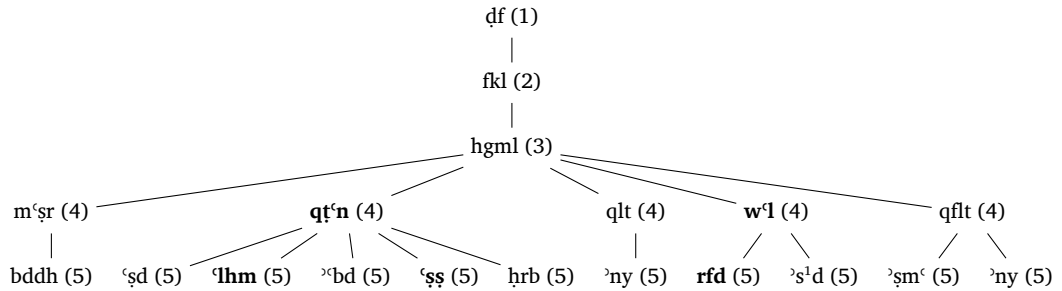 ḍf (1)
fkl (2)
hgml (3)
mʿṣr (4) qṭʿn (4) qlt (4) wʿl (4) qflt (4)
bddh (5) ʿṣd (5) ʿlhm (5) ʾʿbd (5) ʿṣṣ (5) ḥrb (5) ʾny (5) rfd (5) ʾs¹d (5) ʾṣmʿ (5) ʾny (5)